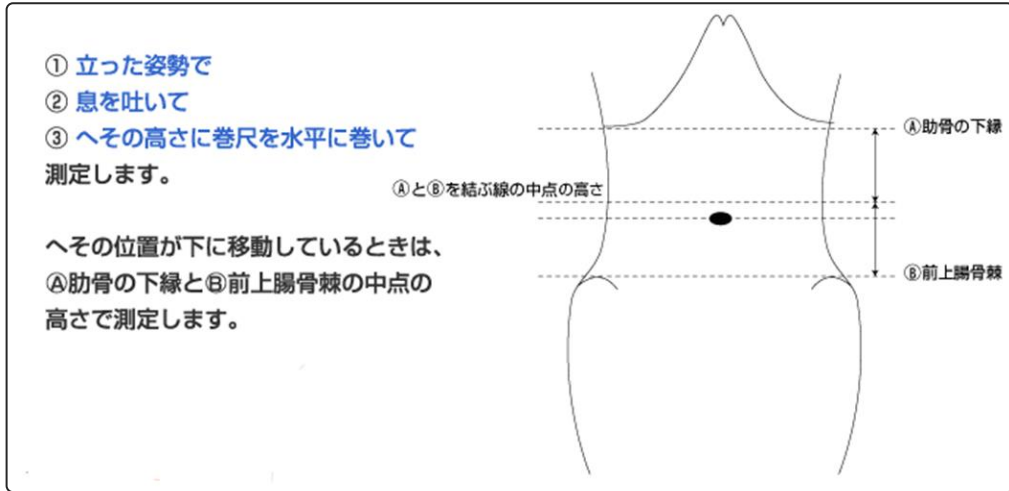 ① 立った姿勢で
② 息を吐いて
③ へその高さに巻尺を水平に巻いて
測定します。
へその位置が下に移動しているときは、
Ⓐ肋骨の下縁とⒷ前上腸骨棘の中点の
高さで測定します。
Ⓐ肋骨の下縁
ⒶとⒷを結ぶ線の中点の高さ
Ⓑ前上腸骨棘